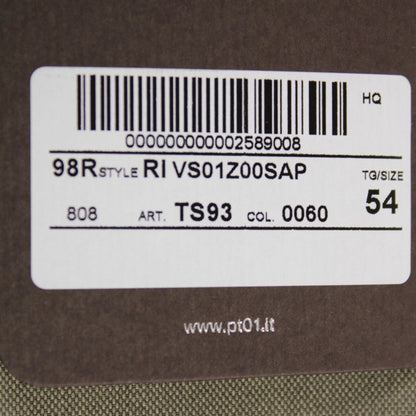 HQ
000000000002589008
98R STYLE RI VS01Z00SAP TG/SIZE
808 ART. TS93 COL. 0060 54
www.pt01.it